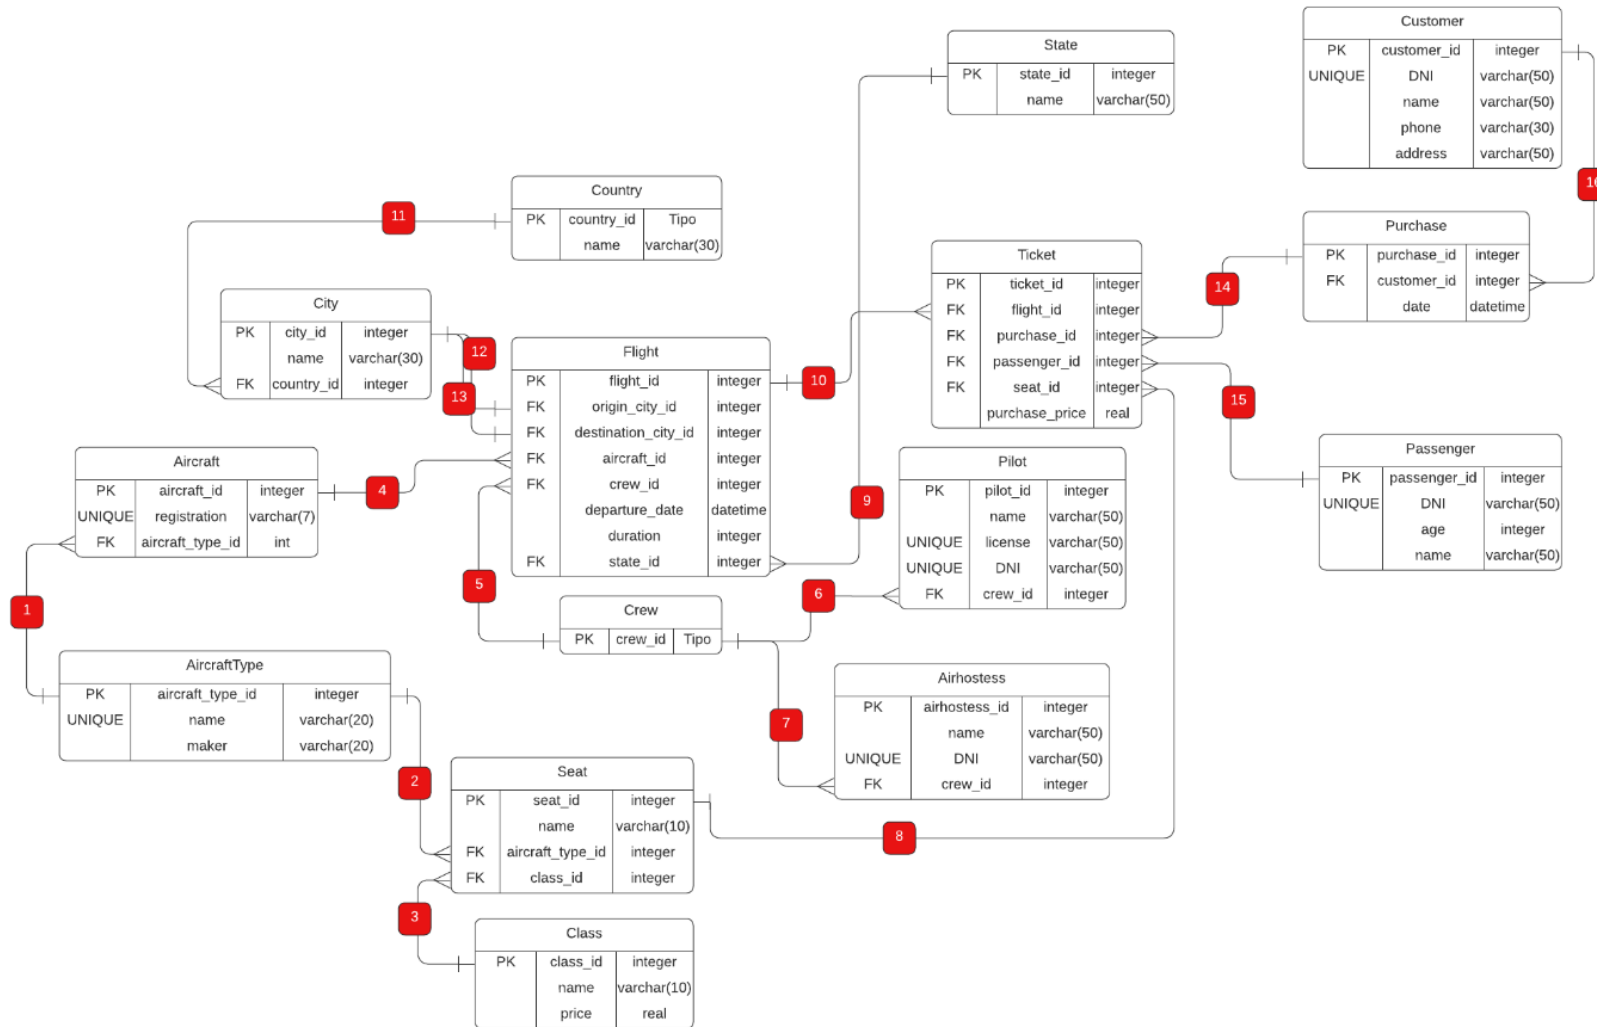 State
PK state_id integer
name varchar(50)
Customer
PK customer_id integer
UNIQUE DNI varchar(50)
name varchar(50)
phone varchar(30)
address varchar(50)
16
Country
PK country_id Tipo
name varchar(30)
11
Purchase
PK purchase_id integer
FK customer_id integer
date datetime
14
Ticket
PK ticket_id integer
FK flight_id integer
FK purchase_id integer
FK passenger_id integer
FK seat_id integer
purchase_price real
15
City
PK city_id integer
name varchar(30)
FK country_id integer
12
13
Flight
PK flight_id integer
FK origin_city_id integer
FK destination_city_id integer
FK aircraft_id integer
FK crew_id integer
departure_date datetime
duration integer
FK state_id integer
10
9
Passenger
PK passenger_id integer
UNIQUE DNI varchar(50)
age integer
name varchar(50)
Pilot
PK pilot_id integer
name varchar(50)
UNIQUE license varchar(50)
UNIQUE DNI varchar(50)
FK crew_id integer
Aircraft
PK aircraft_id integer
UNIQUE registration varchar(7)
FK aircraft_type_id int
4
5
6
1
Crew
PK crew_id Tipo
7
AircraftType
PK aircraft_type_id integer
UNIQUE name varchar(20)
maker varchar(20)
Airhostess
PK airhostess_id integer
name varchar(50)
UNIQUE DNI varchar(50)
FK crew_id integer
2
8
Seat
PK seat_id integer
name varchar(10)
FK aircraft_type_id integer
FK class_id integer
3
Class
PK class_id integer
name varchar(10)
price real